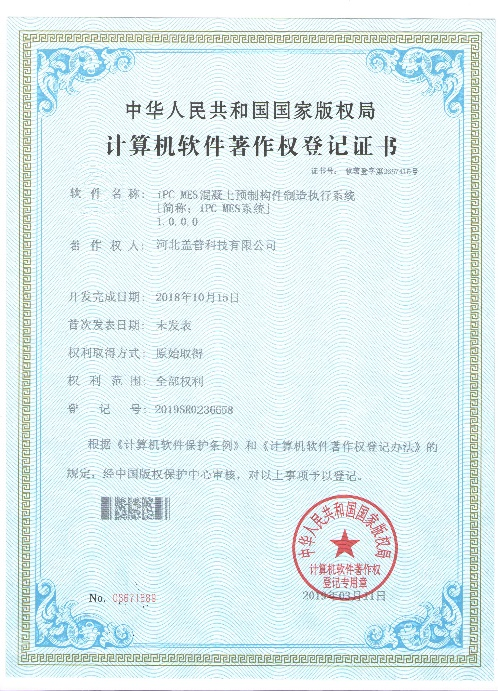 中华人民共和国国家版权局
计算机软件著作权登记证书
证书号: 软著登字第3657415号
软 件 名 称: iPC MES混凝土预制构件制造执行系统
[简称: iPC MES系统]
1.0.0.0
著 作 权 人: 河北盖普科技有限公司
开发完成日期: 2018年10月15日
首次发表日期: 未发表
权利取得方式: 原始取得
权 利 范 围: 全部权利
登 记 号: 2019SR0236658
根据《计算机软件保护条例》和《计算机软件著作权登记办法》的
规定, 经中国版权保护中心审核, 对以上事项予以登记。
中华人民共和国国家版权局
计算机软件著作权
登记专用章
No.
2019年03月11日